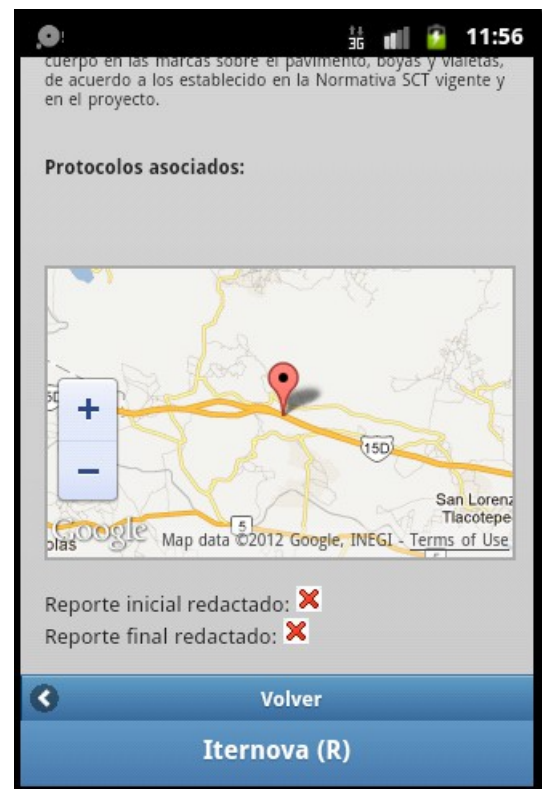 3G 11:56
cuerpo en las marcas sobre el pavimento, boyas y vialetas,
de acuerdo a los establecido en la Normativa SCT vigente y
en el proyecto.
Protocolos asociados:
+
15D
−
San Lorenz
Tlacotepe
5
Google
olás
Map data ©2012 Google, INEGI - Terms of Use
Reporte inicial redactado:
Reporte final redactado:
Volver
Iternova (R)